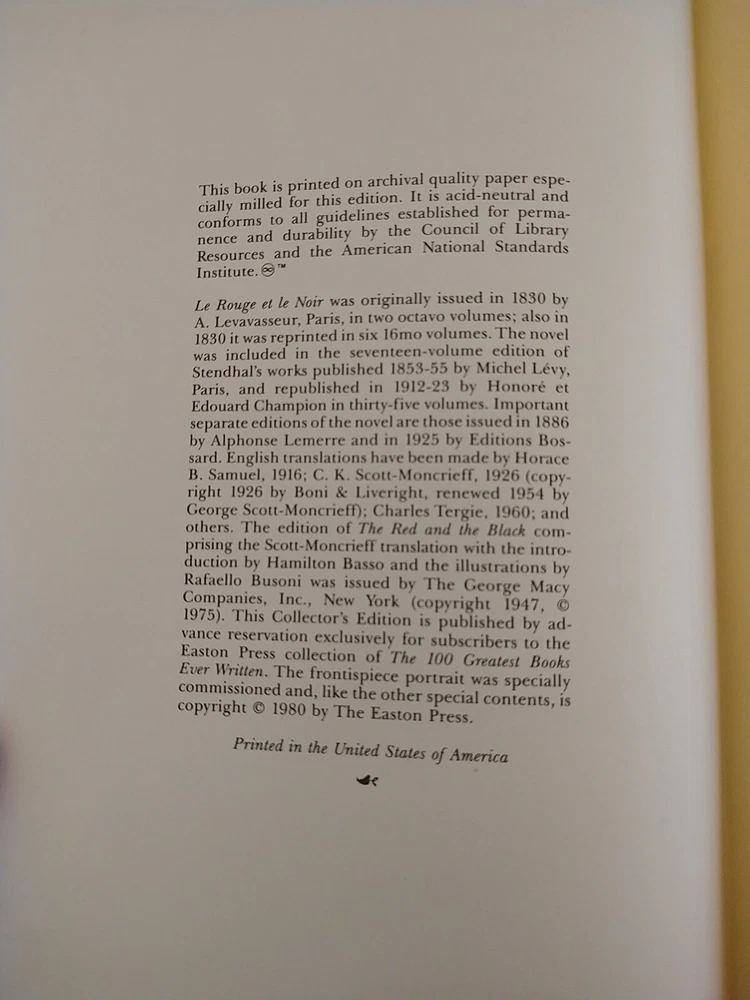 This book is printed on archival quality paper espe-
cially milled for this edition. It is acid-neutral and
conforms to all guidelines established for perma-
nence and durability by the Council of Library
Resources and the American National Standards
Institute. ♾™
Le Rouge et le Noir was originally issued in 1830 by
A. Levavasseur, Paris, in two octavo volumes; also in
1830 it was reprinted in six 16mo volumes. The novel
was included in the seventeen-volume edition of
Stendhal's works published 1853-55 by Michel Lévy,
Paris, and republished in 1912-23 by Honoré et
Edouard Champion in thirty-five volumes. Important
separate editions of the novel are those issued in 1886
by Alphonse Lemerre and in 1925 by Editions Bos-
sard. English translations have been made by Horace
B. Samuel, 1916; C. K. Scott-Moncrieff, 1926 (copy-
right 1926 by Boni & Liveright, renewed 1954 by
George Scott-Moncrieff); Charles Tergie, 1960; and
others. The edition of The Red and the Black com-
prising the Scott-Moncrieff translation with the intro-
duction by Hamilton Basso and the illustrations by
Rafaello Busoni was issued by The George Macy
Companies, Inc., New York (copyright 1947, ©
1975). This Collector's Edition is published by ad-
vance reservation exclusively for subscribers to the
Easton Press collection of The 100 Greatest Books
Ever Written. The frontispiece portrait was specially
commissioned and, like the other special contents, is
copyright © 1980 by The Easton Press.
Printed in the United States of America